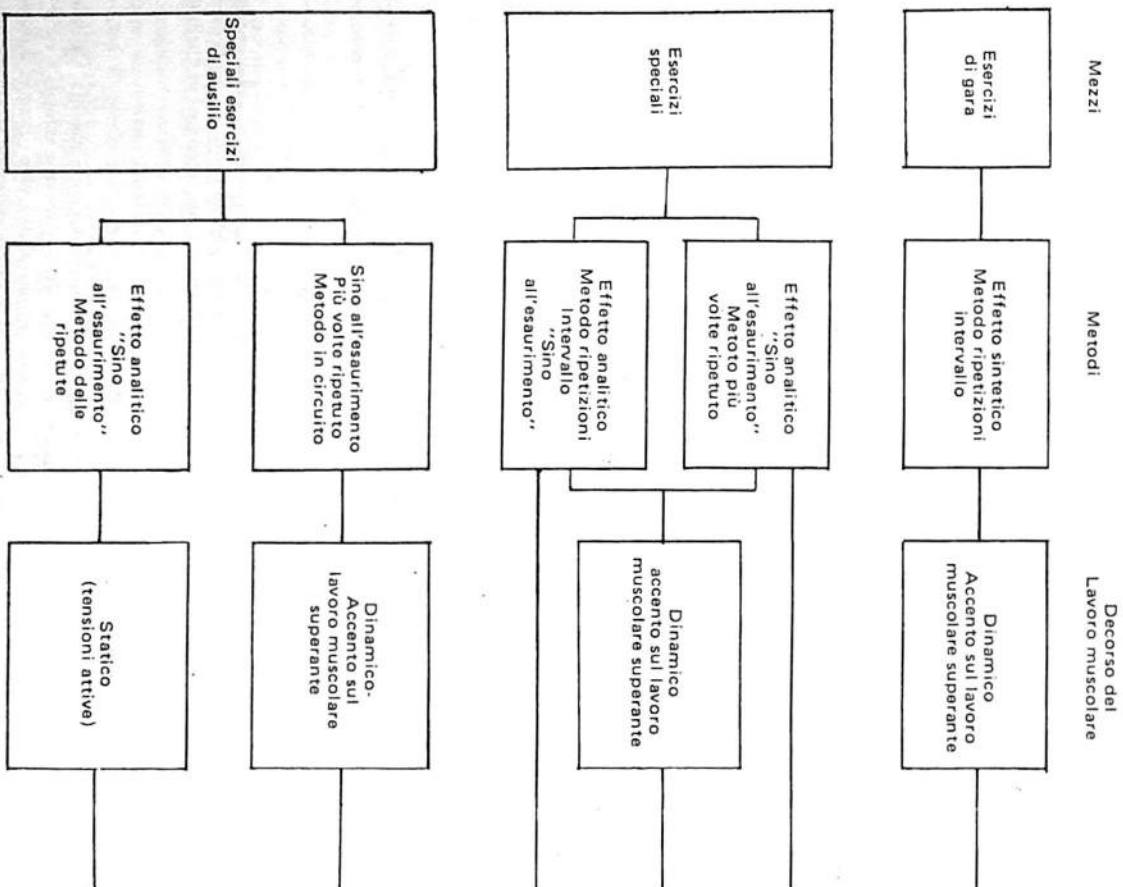 Mezzi
Metodi
Decorso del
Lavoro muscolare
Esercizi
di gara
Effetto sintetico
Metodo ripetizioni
intervallo
Dinamico
Accento sul lavoro
muscolare superante
Esercizi
speciali
Effetto analitico
"Sino
all'esaurimento"
Metoto più
volte ripetuto
Effetto analitico
Metodo ripetizioni
Intervallo
"Sino
all'esaurimento"
Dinamico
accento sul lavoro
muscolare superante
Speciali esercizi
di ausilio
Sino all'esaurimento
Più volte ripetuto
Metodo in circuito
Dinamico-
Accento sul
lavoro muscolare
superante
Effetto analitico
"Sino
all'esaurimento"
Metodo delle
ripetute
Statico
(tensioni attive)